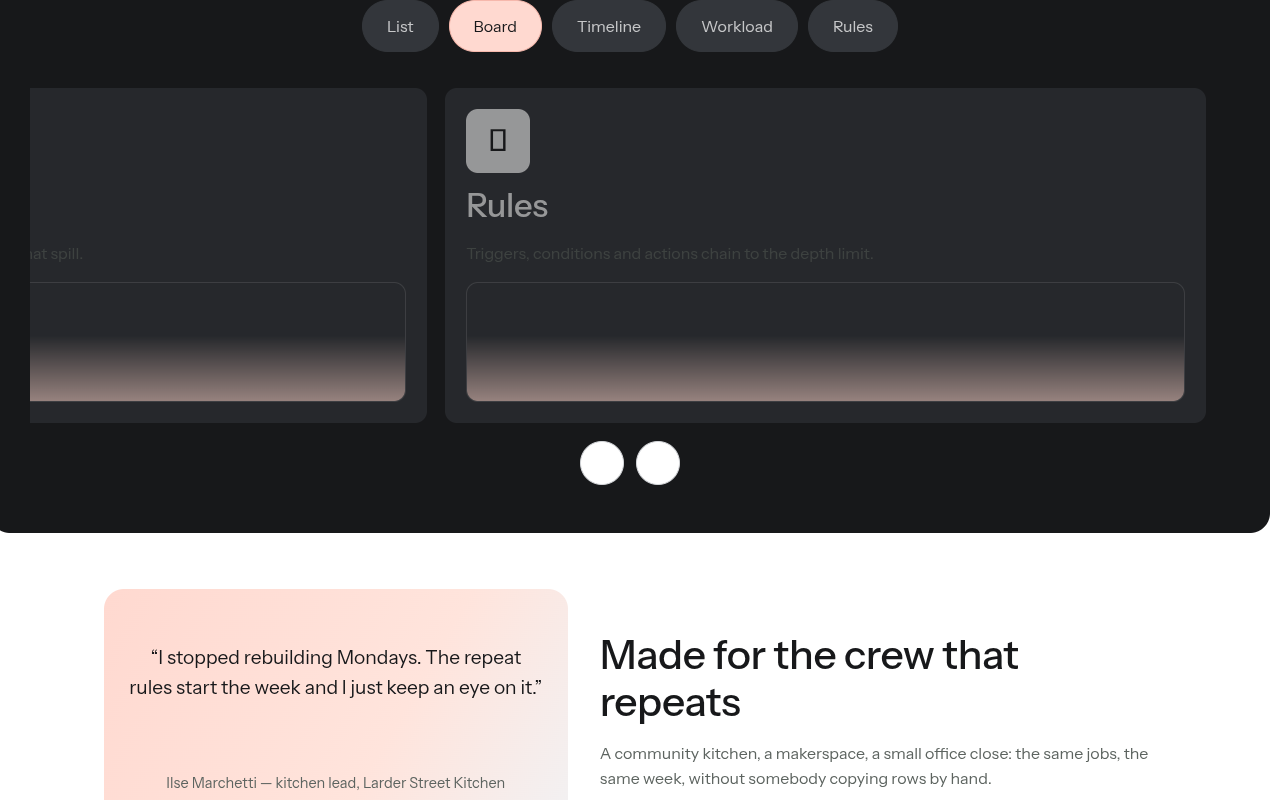 List
Board
Timeline
Workload
Rules
Rules
hat spill.
Triggers, conditions and actions chain to the depth limit.
“I stopped rebuilding Mondays. The repeat
rules start the week and I just keep an eye on it.”
Ilse Marchetti — kitchen lead, Larder Street Kitchen
Made for the crew that
repeats
A community kitchen, a makerspace, a small office close: the same jobs, the
same week, without somebody copying rows by hand.